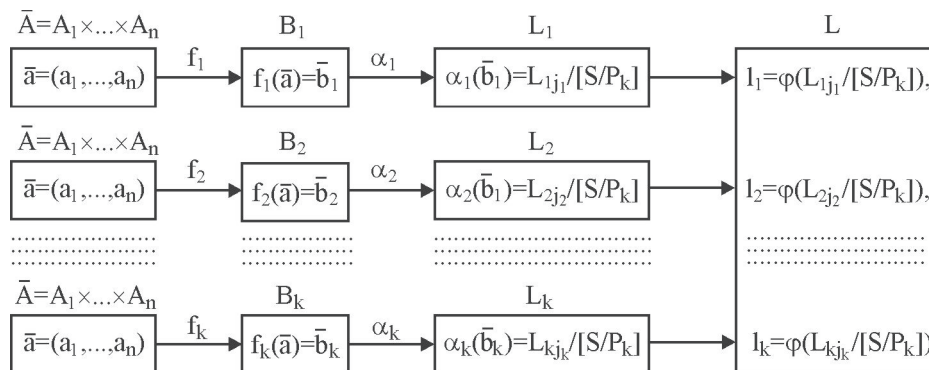 Ā=A₁×...×Aₙ B₁ L₁ L
ā=(a₁,...,aₙ) f₁ f₁(ā)=b̄₁ α₁ α₁(b̄₁)=L₁ⱼ₁/[S/Pₖ] l₁=φ(L₁ⱼ₁/[S/Pₖ]),
Ā=A₁×...×Aₙ B₂ L₂
ā=(a₁,...,aₙ) f₂ f₂(ā)=b̄₂ α₂ α₂(b̄₁)=L₂ⱼ₂/[S/Pₖ] l₂=φ(L₂ⱼ₂/[S/Pₖ]),
Ā=A₁×...×Aₙ Bₖ Lₖ
ā=(a₁,...,aₙ) fₖ fₖ(ā)=b̄ₖ αₖ αₖ(b̄ₖ)=Lₖⱼₖ/[S/Pₖ] lₖ=φ(Lₖⱼₖ/[S/Pₖ])